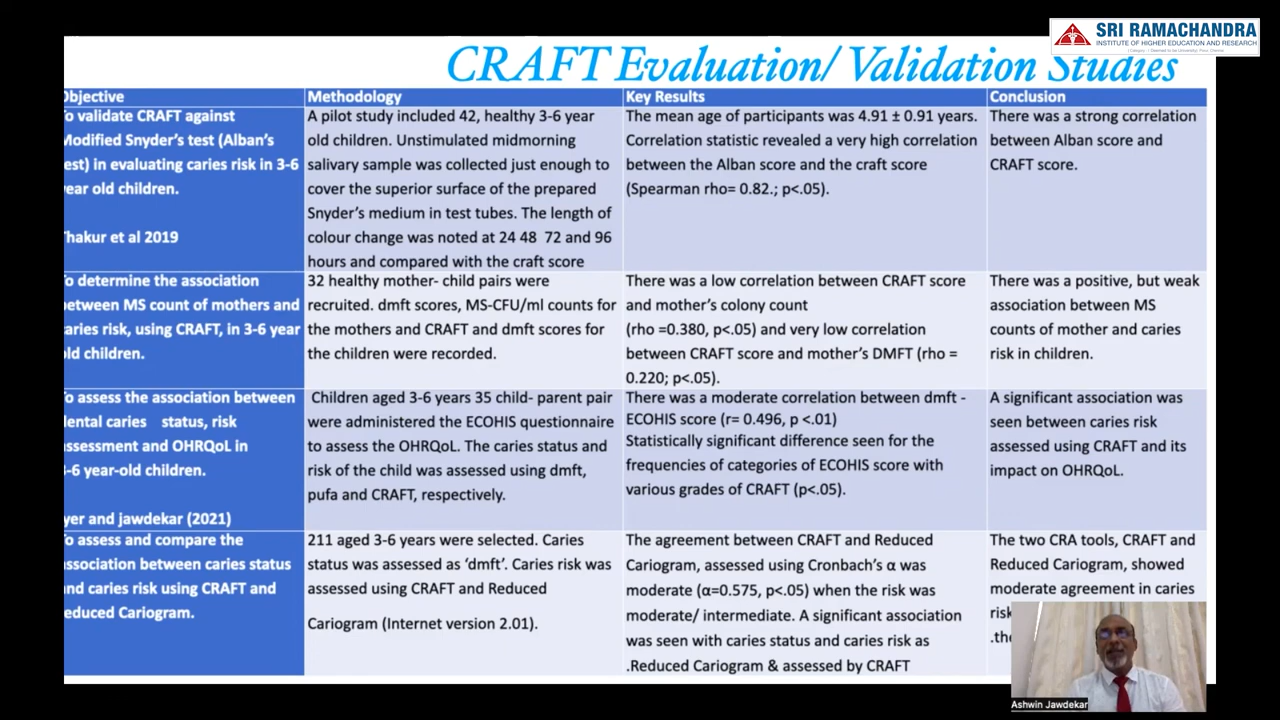 SRI RAMACHANDRA
INSTITUTE OF HIGHER EDUCATION AND RESEARCH
CRAFT Evaluation/ Validation Studies
Objective
Methodology
Key Results
Conclusion
To validate CRAFT against
Modified Snyder's test (Alban's
test) in evaluating caries risk in 3-6
year old children.
Thakur et al 2019
A pilot study included 42, healthy 3-6 year
old children. Unstimulated midmorning
salivary sample was collected just enough to
cover the superior surface of the prepared
Snyder's medium in test tubes. The length of
colour change was noted at 24 48 72 and 96
hours and compared with the craft score
The mean age of participants was 4.91 ± 0.91 years.
Correlation statistic revealed a very high correlation
between the Alban score and the craft score
(Spearman rho= 0.82.; p<.05).
There was a strong correlation
between Alban score and
CRAFT score.
To determine the association
between MS count of mothers and
caries risk, using CRAFT, in 3-6 year
old children.
32 healthy mother- child pairs were
recruited. dmft scores, MS-CFU/ml counts for
the mothers and CRAFT and dmft scores for
the children were recorded.
There was a low correlation between CRAFT score
and mother's colony count
(rho =0.380, p<.05) and very low correlation
between CRAFT score and mother's DMFT (rho =
0.220; p<.05).
There was a positive, but weak
association between MS
counts of mother and caries
risk in children.
To assess the association between
dental caries status, risk
assessment and OHRQoL in
3-6 year-old children.
Iyer and jawdekar (2021)
Children aged 3-6 years 35 child- parent pair
were administered the ECOHIS questionnaire
to assess the OHRQoL. The caries status and
risk of the child was assessed using dmft,
pufa and CRAFT, respectively.
There was a moderate correlation between dmft -
ECOHIS score (r= 0.496, p <.01)
Statistically significant difference seen for the
frequencies of categories of ECOHIS score with
various grades of CRAFT (p<.05).
A significant association was
seen between caries risk
assessed using CRAFT and its
impact on OHRQoL.
To assess and compare the
association between caries status
and caries risk using CRAFT and
reduced Cariogram.
211 aged 3-6 years were selected. Caries
status was assessed as 'dmft'. Caries risk was
assessed using CRAFT and Reduced
Cariogram (Internet version 2.01).
The agreement between CRAFT and Reduced
Cariogram, assessed using Cronbach's α was
moderate (α=0.575, p<.05) when the risk was
moderate/ intermediate. A significant association
was seen with caries status and caries risk as
.Reduced Cariogram & assessed by CRAFT
The two CRA tools, CRAFT and
Reduced Cariogram, showed
moderate agreement in caries
Ashwin Jawdekar